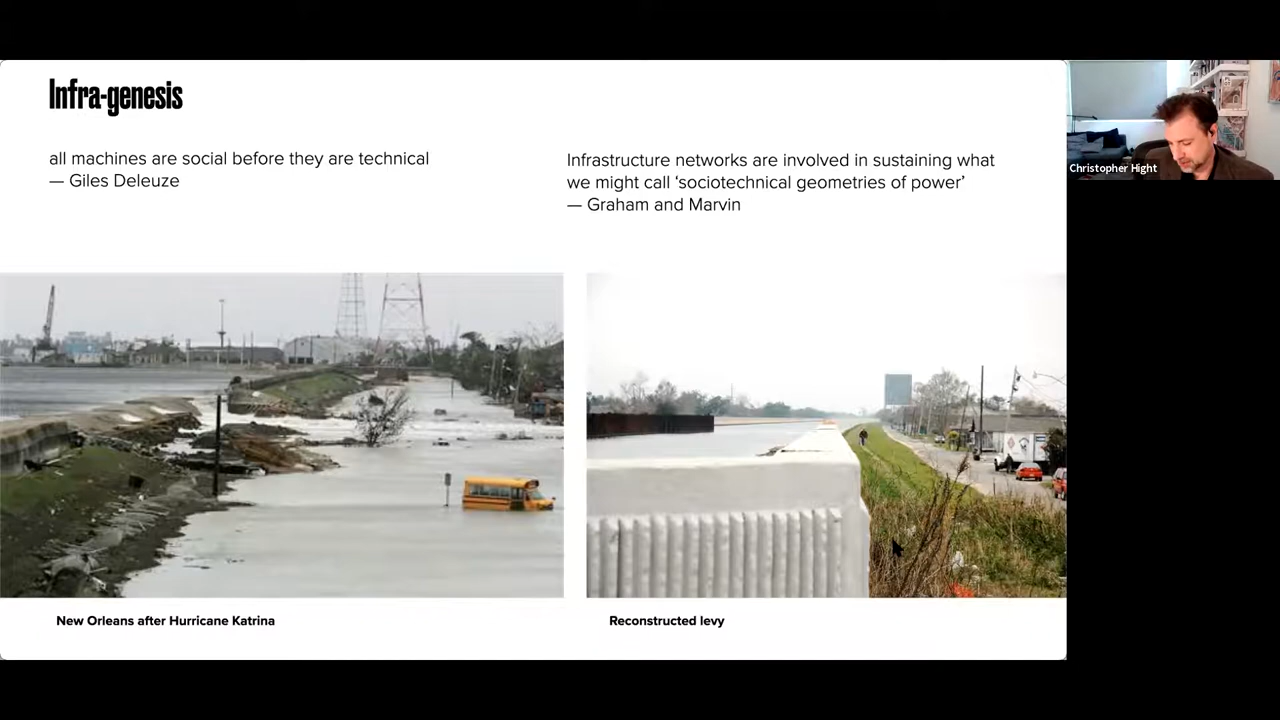 Infra-genesis
all machines are social before they are technical
— Giles Deleuze
Infrastructure networks are involved in sustaining what
we might call ‘sociotechnical geometries of power’
— Graham and Marvin
Christopher Hight
New Orleans after Hurricane Katrina
Reconstructed levy